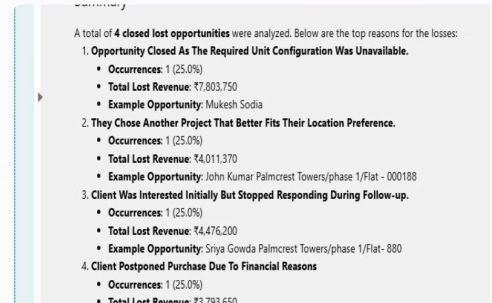 Summary
A total of 4 closed lost opportunities were analyzed. Below are the top reasons for the losses:
1. Opportunity Closed As The Required Unit Configuration Was Unavailable.
• Occurrences: 1 (25.0%)
• Total Lost Revenue: ₹7,803,750
• Example Opportunity: Mukesh Sodia
2. They Chose Another Project That Better Fits Their Location Preference.
• Occurrences: 1 (25.0%)
• Total Lost Revenue: ₹4,011,370
• Example Opportunity: John Kumar Palmcrest Towers/phase 1/Flat - 000188
3. Client Was Interested Initially But Stopped Responding During Follow-up.
• Occurrences: 1 (25.0%)
• Total Lost Revenue: ₹4,476,200
• Example Opportunity: Sriya Gowda Palmcrest Towers/phase 1/Flat- 880
4. Client Postponed Purchase Due To Financial Reasons
• Occurrences: 1 (25.0%)
• Total Lost Revenue: ₹3,793,650